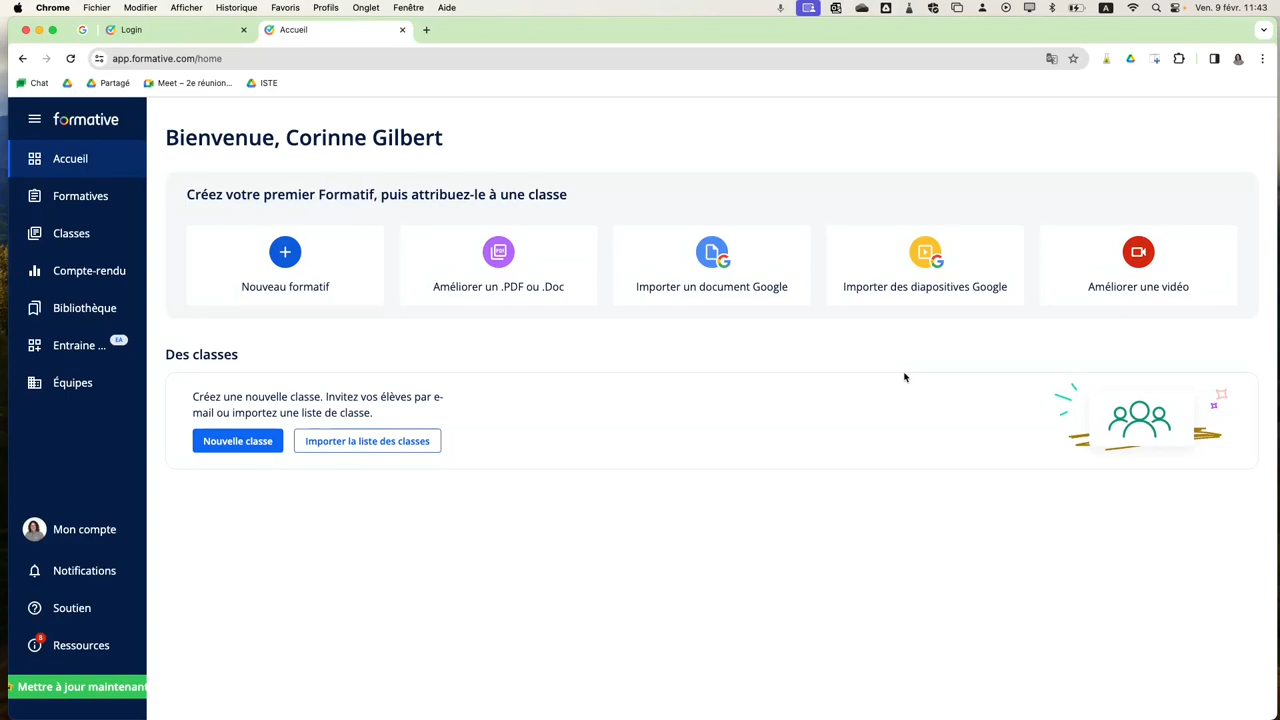 Chrome Fichier Modifier Afficher Historique Favoris Profils Onglet Fenêtre Aide
A
Ven. 9 févr. 11:43
Login
Accueil
app.formative.com/home
Chat Partagé Meet – 2e réunion... ISTE
formative
Accueil
Formatives
Classes
Compte-rendu
Bibliothèque
Entraine ... EA
Équipes
Mon compte
Notifications
Soutien
8
Ressources
Mettre à jour maintenant
Bienvenue, Corinne Gilbert
Créez votre premier Formatif, puis attribuez-le à une classe
Nouveau formatif
PDF
Améliorer un .PDF ou .Doc
Importer un document Google
Importer des diapositives Google
Améliorer une vidéo
Des classes
Créez une nouvelle classe. Invitez vos élèves par e-
mail ou importez une liste de classe.
Nouvelle classe
Importer la liste des classes